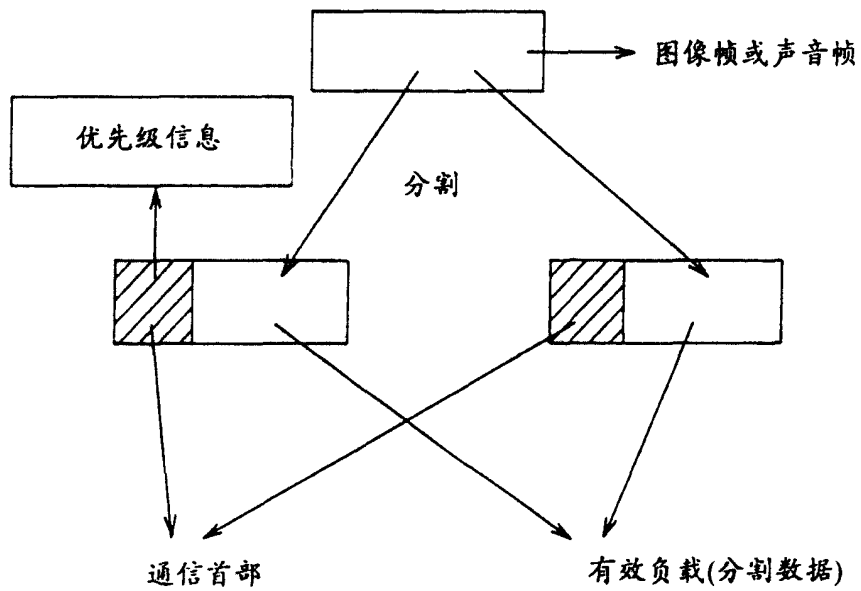 图像帧或声音帧
优先级信息
分割
通信首部
有效负载(分割数据)